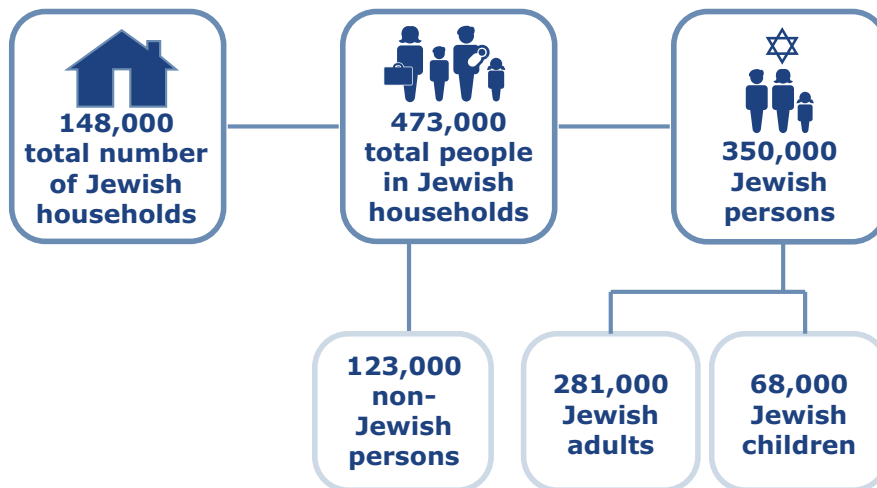 148,000
total number
of Jewish
households
473,000
total people
in Jewish
households
350,000
Jewish
persons
123,000
non-
Jewish
persons
281,000
Jewish
adults
68,000
Jewish
children